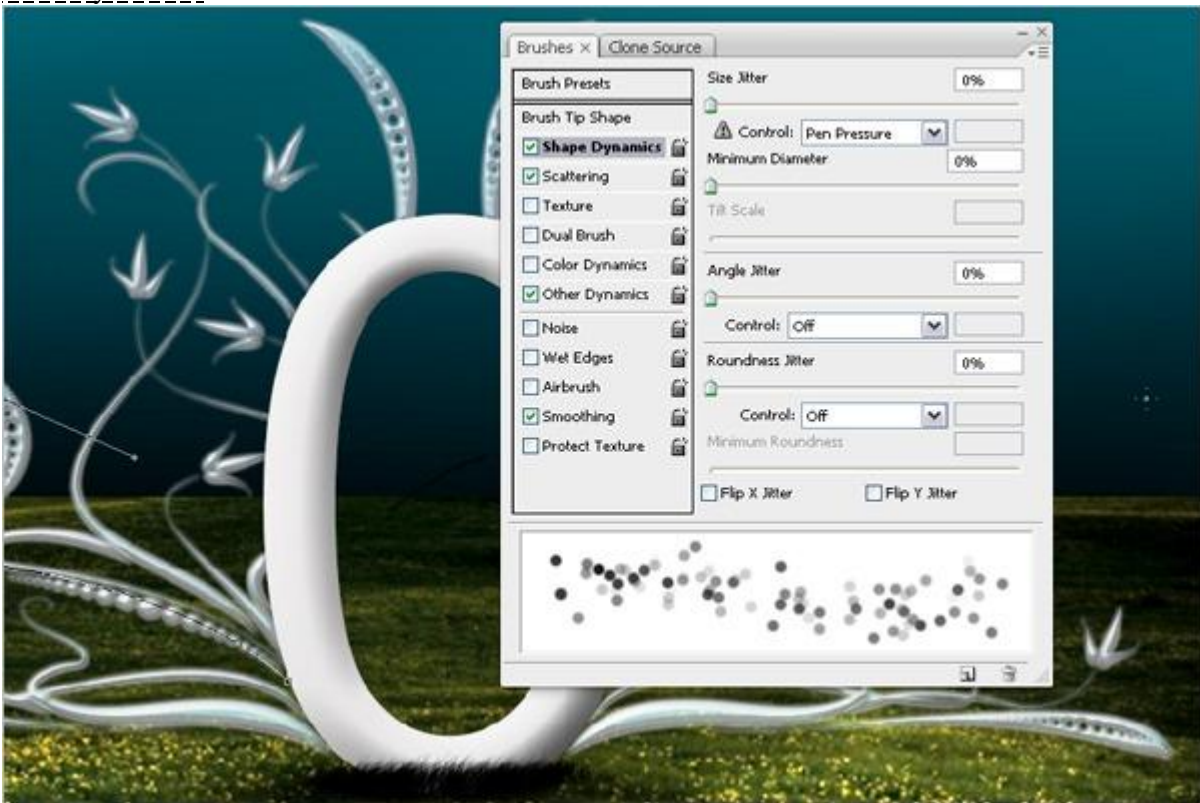 Brushes × Clone Source
Brush Presets
Brush Tip Shape
Shape Dynamics
Scattering
Texture
Dual Brush
Color Dynamics
Other Dynamics
Noise
Wet Edges
Airbrush
Smoothing
Protect Texture
Size Jitter 0%
Control: Pen Pressure
Minimum Diameter 0%
Tilt Scale
Angle Jitter 0%
Control: Off
Roundness Jitter 0%
Control: Off
Minimum Roundness
Flip X Jitter Flip Y Jitter